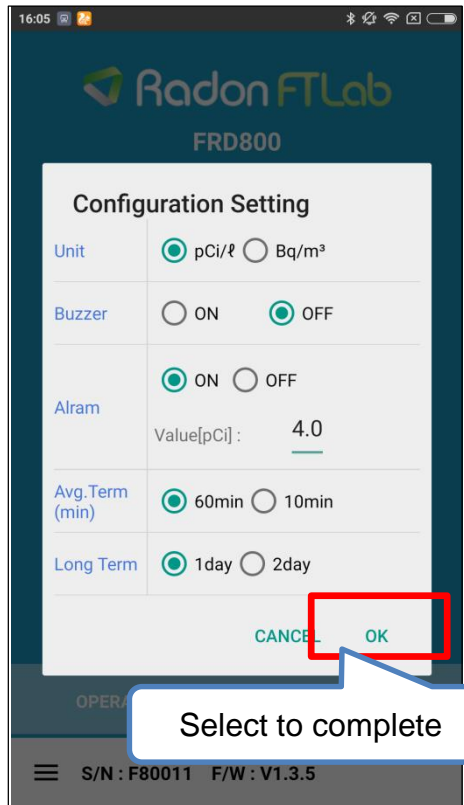 16:05
Radon FTLab
FRD800
Configuration Setting
Unit pCi/ℓ Bq/m³
Buzzer ON OFF
Alram ON OFF
Value[pCi] : 4.0
Avg.Term
(min) 60min 10min
Long Term 1day 2day
CANCEL OK
OPERA
Select to complete
S/N : F80011 F/W : V1.3.5